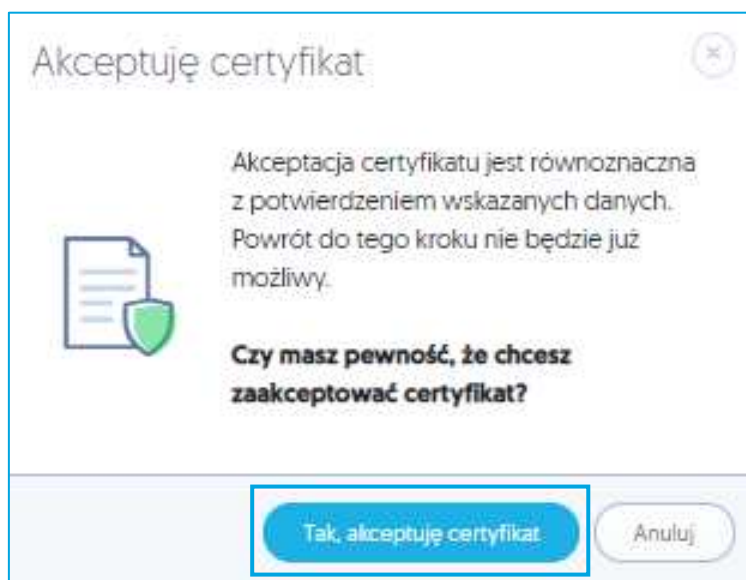 Akceptuję certyfikat
Akceptacja certyfikatu jest równoznaczna
z potwierdzeniem wskazanych danych.
Powrót do tego kroku nie będzie już
możliwy.
Czy masz pewność, że chcesz
zaakceptować certyfikat?
Tak, akceptuję certyfikat
Anuluj